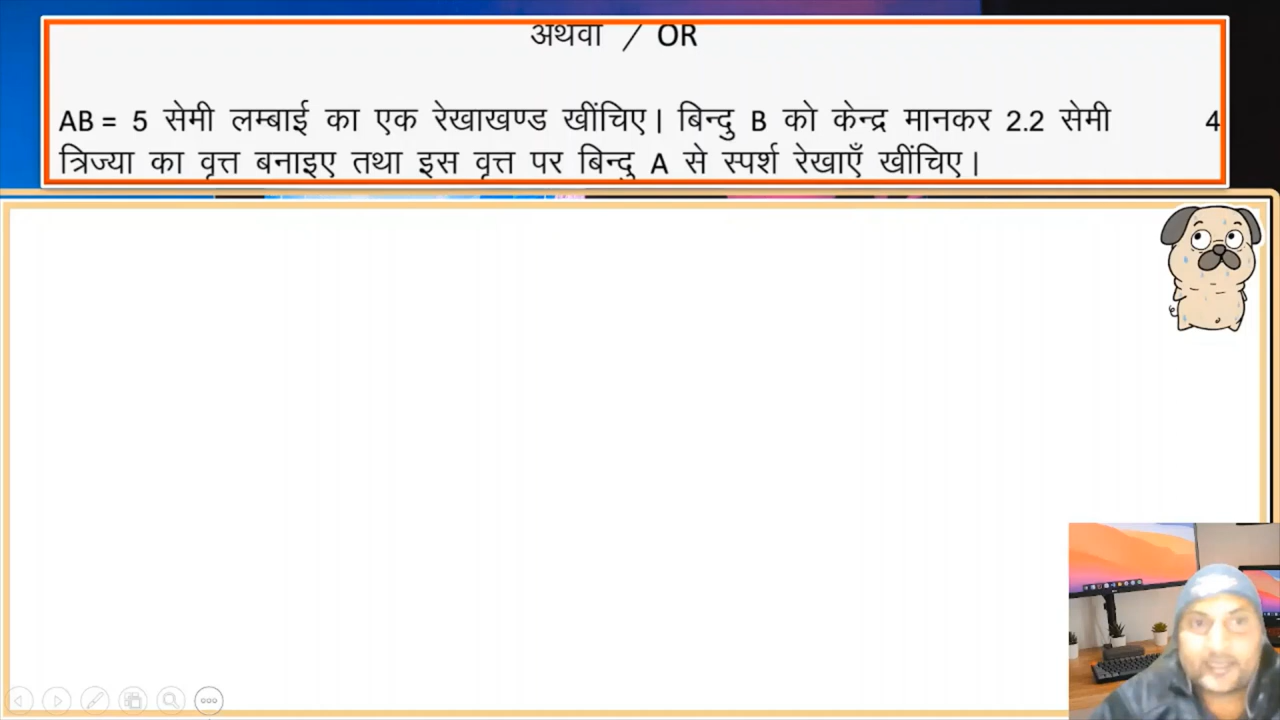 अथवा / OR
AB = 5 सेमी लम्बाई का एक रेखाखण्ड खींचिए। बिन्दु B को केन्द्र मानकर 2.2 सेमी 4
त्रिज्या का वृत्त बनाइए तथा इस वृत्त पर बिन्दु A से स्पर्श रेखाएँ खींचिए।